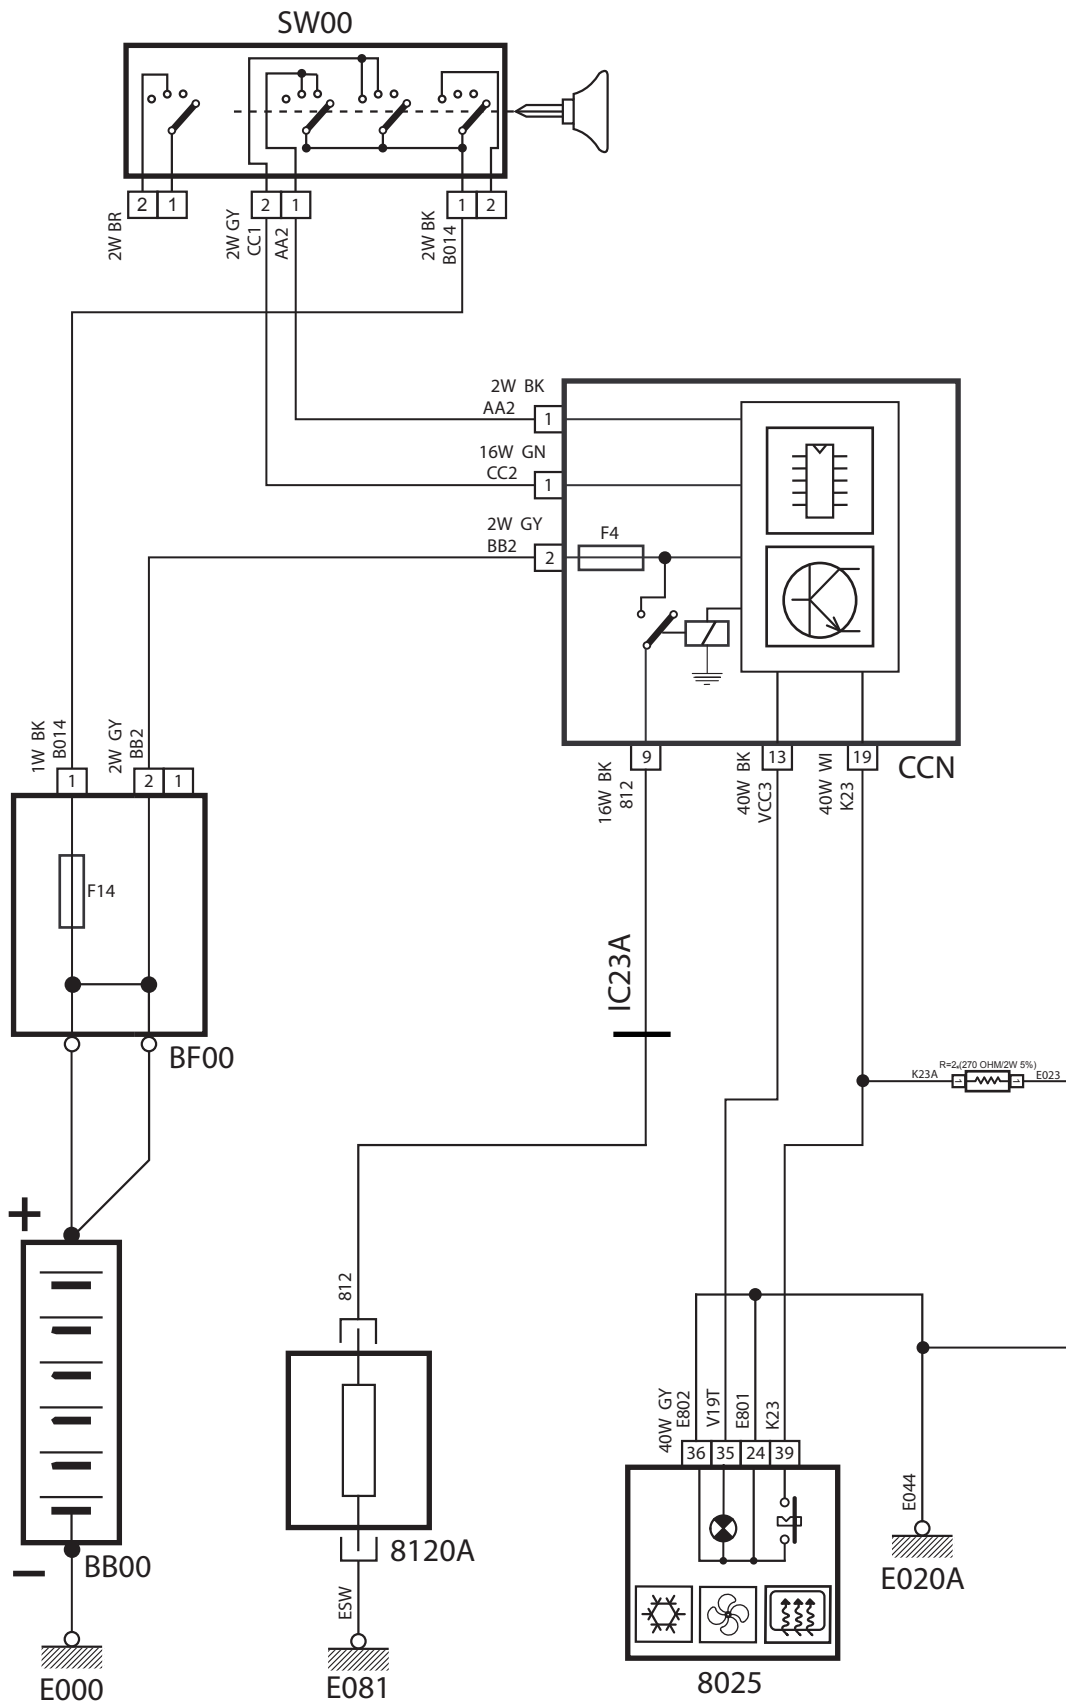 SW00
2 1 2 1 1 2
2W BR
2W GY
CC1
AA2
2W BK
B014
2W BK
AA2
1
16W GN
CC2
1
2W GY
BB2
2
F4
9 13 19
CCN
16W BK
812
40W BK
VCC3
40W WI
K23
1W BK
B014
2W GY
BB2
1 2 1
F14
BF00
IC23A
R=2x(270 OHM/2W 5%)
K23A
1 1
E023
+
BB00
−
E000
812
8120A
ESW
E081
40W GY
E802
V19T
E801
K23
36 35 24 39
8025
E044
E020A